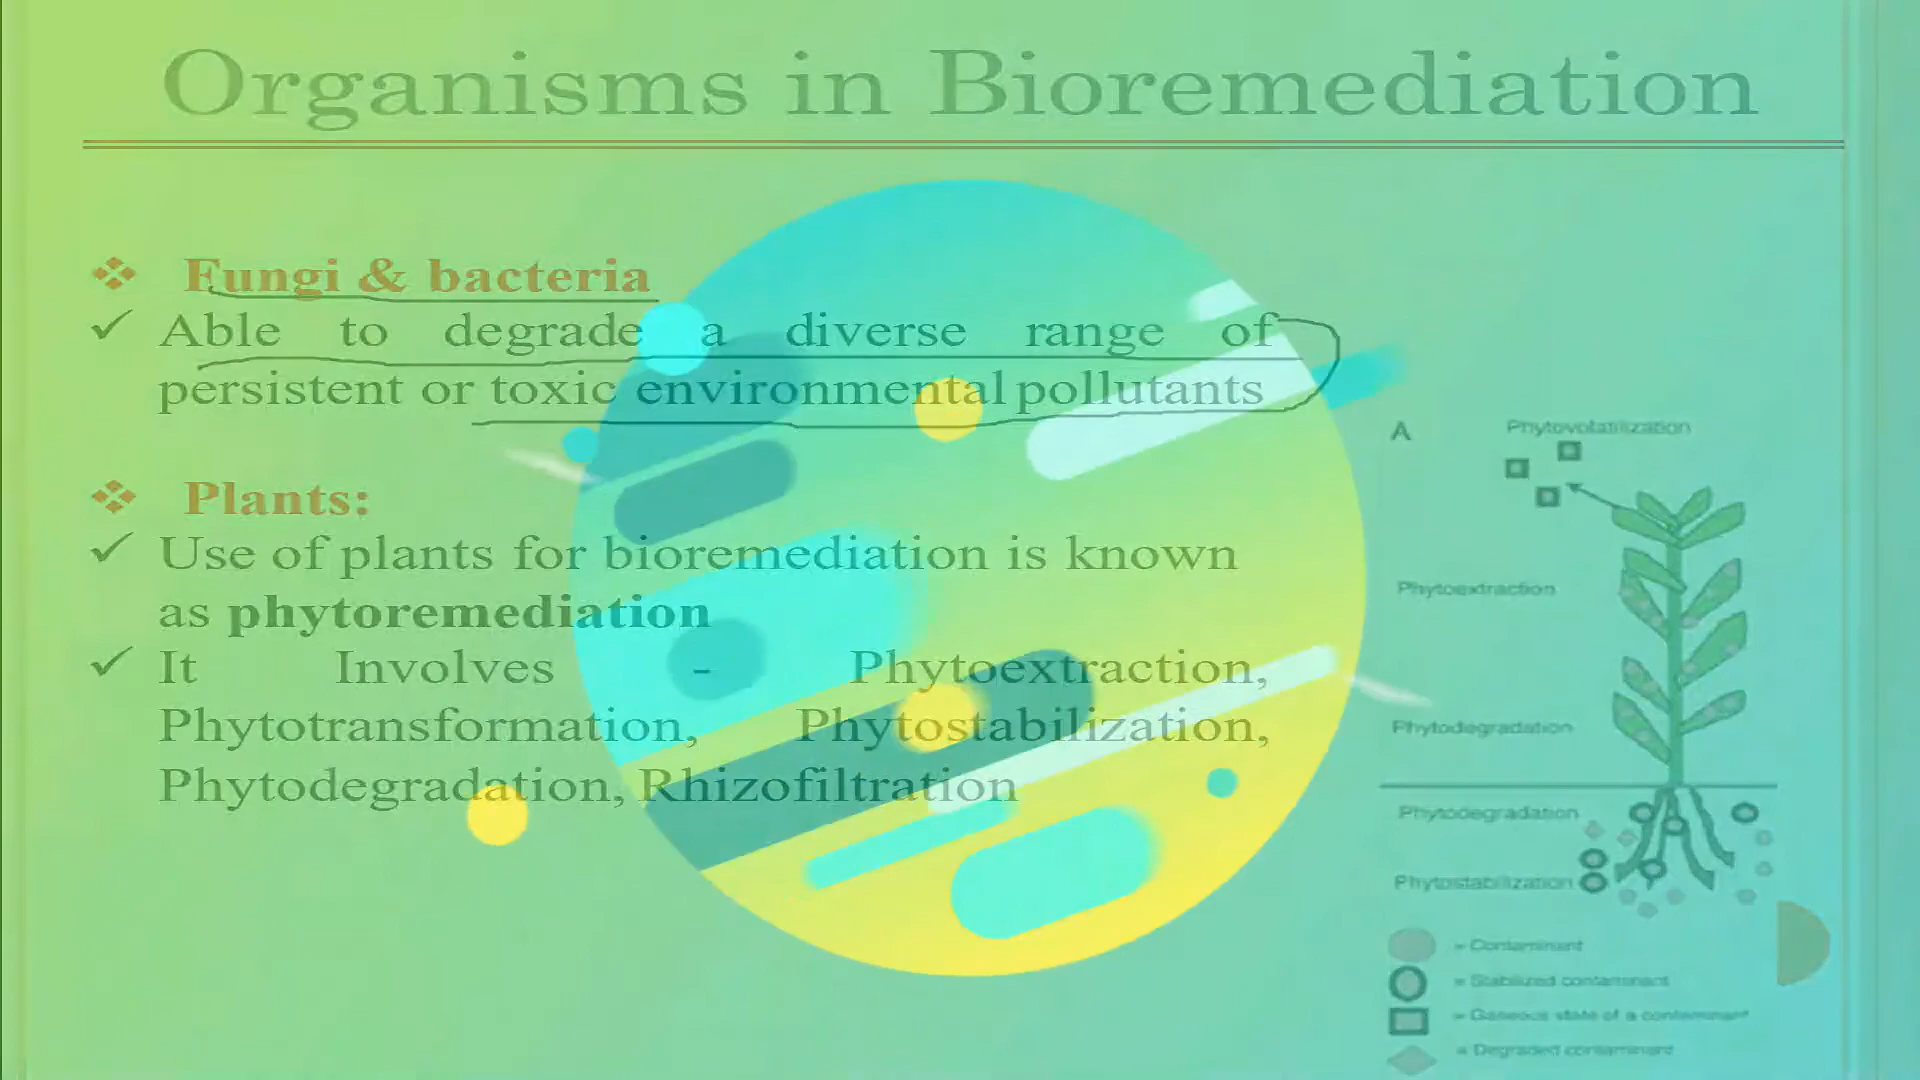 Organisms in Bioremediation
Fungi & bacteria
Able to degrade a diverse range of
persistent or toxic environmental pollutants
Plants:
Use of plants for bioremediation is known
as phytoremediation
It Involves - Phytoextraction,
Phytotransformation, Phytostabilization,
Phytodegradation, Rhizofiltration
A
Phytovolatilization
Phytoextraction
Phytodegradation
Phytodegradation
Phytostabilization
= Contaminant
= Stabilized contaminant
= Gaseous state of a contaminant
= Degraded contaminant